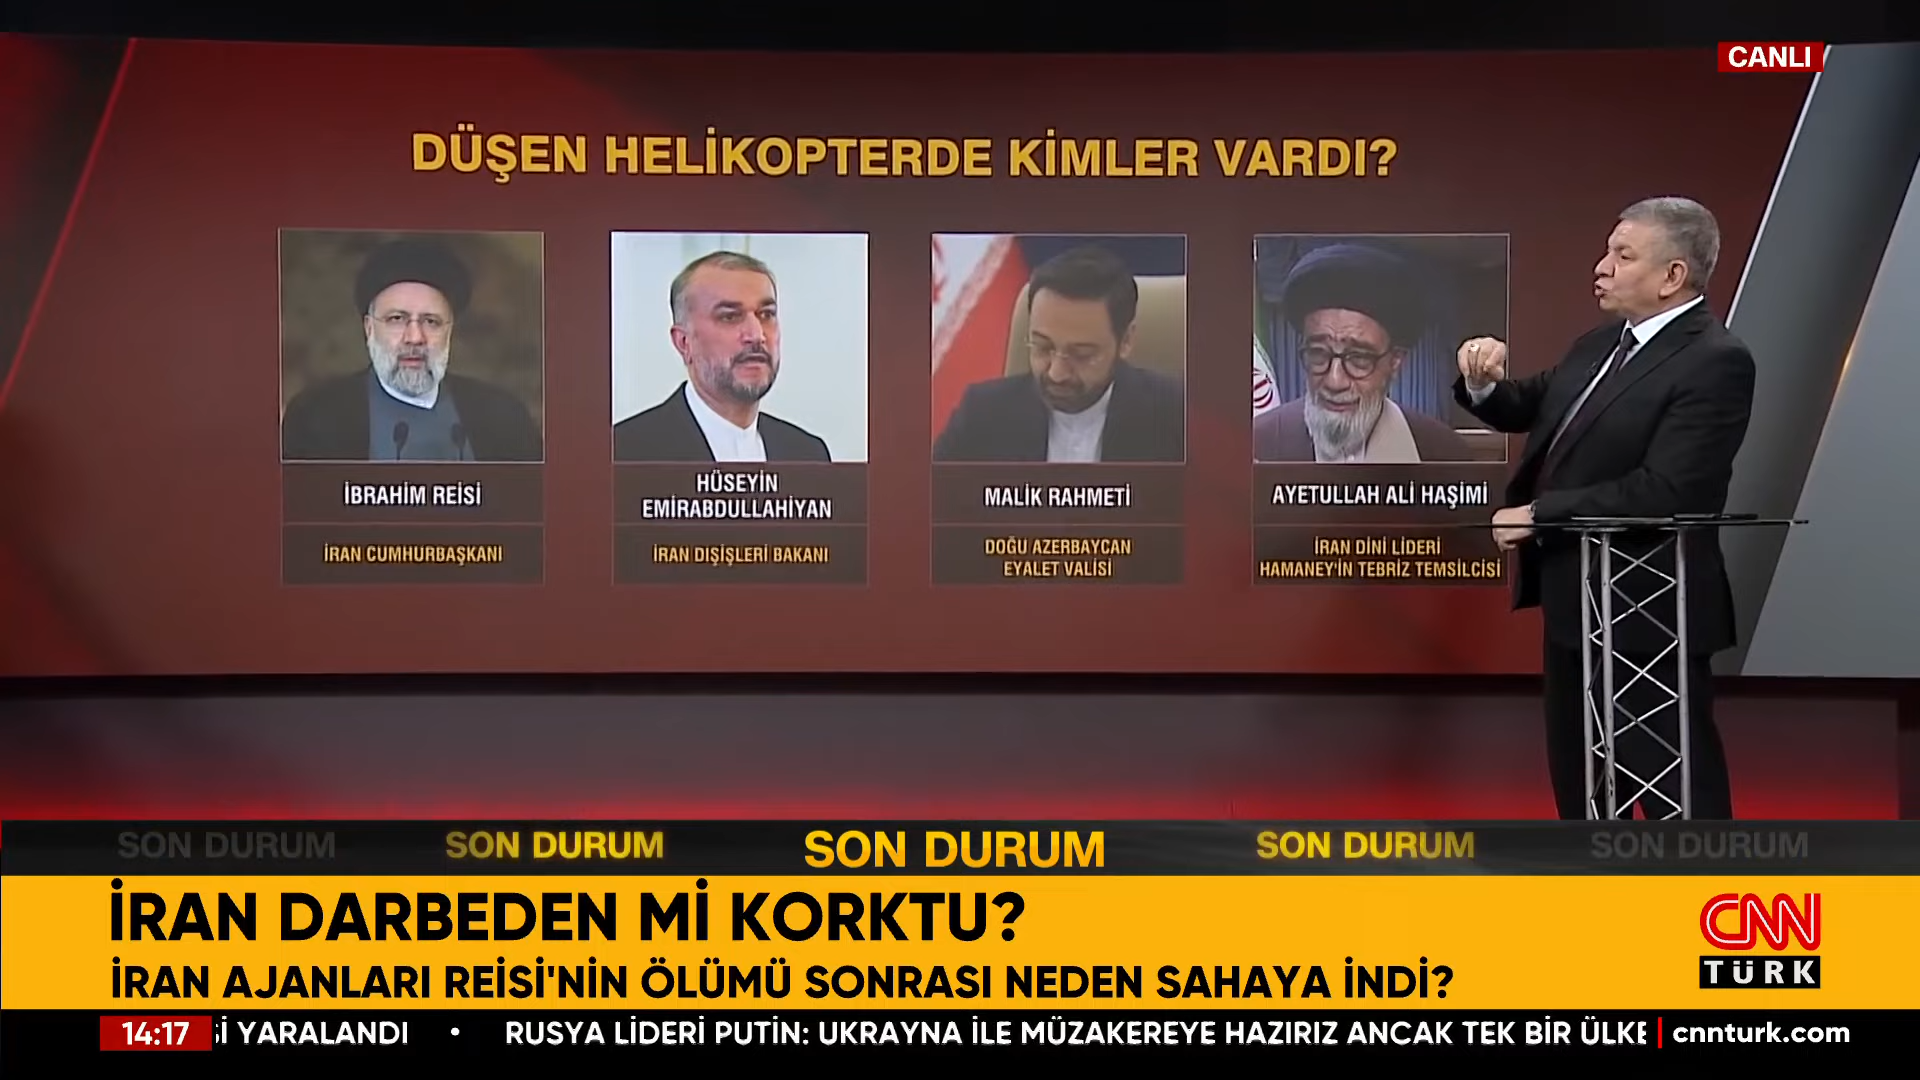 CANLI
DÜŞEN HELİKOPTERDE KİMLER VARDI?
İBRAHİM REİSİ
İRAN CUMHURBAŞKANI
HÜSEYİN
EMİRABDULLAHİYAN
İRAN DIŞİŞLERİ BAKANI
MALİK RAHMETİ
DOĞU AZERBAYCAN
EYALET VALİSİ
AYETULLAH ALİ HAŞİMİ
İRAN DİNİ LİDERİ
HAMANEY'İN TEBRİZ TEMSİLCİSİ
SON DURUM SON DURUM SON DURUM SON DURUM SON DURUM
İRAN DARBEDEN Mİ KORKTU?
İRAN AJANLARI REİSİ'NİN ÖLÜMÜ SONRASI NEDEN SAHAYA İNDİ?
CNN
TÜRK
14:17 Sİ YARALANDI • RUSYA LİDERİ PUTİN: UKRAYNA İLE MÜZAKEREYE HAZIRIZ ANCAK TEK BİR ÜLKE cnnturk.com